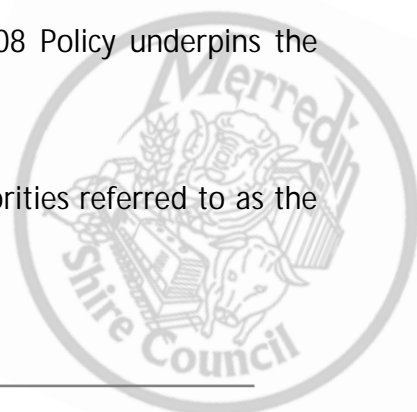 08 Policy underpins the
Merredin
orities referred to as the
Shire Council